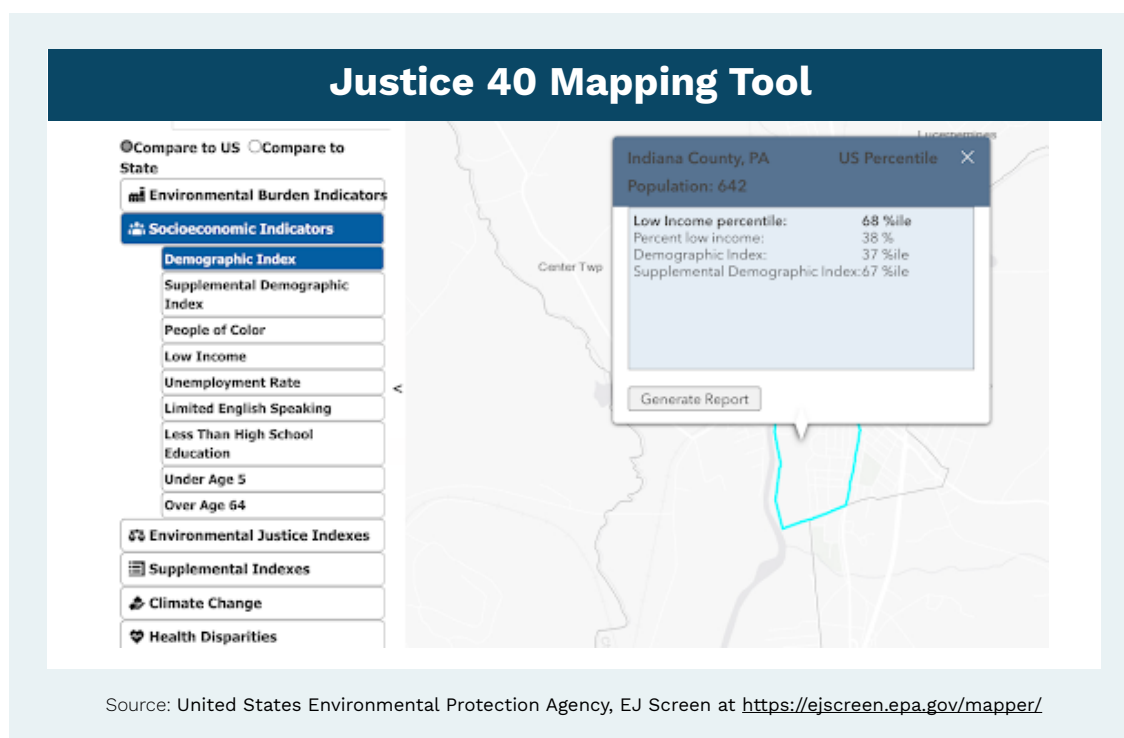 Justice 40 Mapping Tool
Compare to US Compare to
State
Environmental Burden Indicators
Socioeconomic Indicators
Demographic Index
Supplemental Demographic
Index
People of Color
Low Income
Unemployment Rate
Limited English Speaking
Less Than High School
Education
Under Age 5
Over Age 64
Environmental Justice Indexes
Supplemental Indexes
Climate Change
Health Disparities
<
Center Twp
Lucernemines
Indiana County, PA US Percentile
Population: 642
Low Income percentile: 68 %ile
Percent low income: 38 %
Demographic Index: 37 %ile
Supplemental Demographic Index:67 %ile
Generate Report
Source: United States Environmental Protection Agency, EJ Screen at https://ejscreen.epa.gov/mapper/